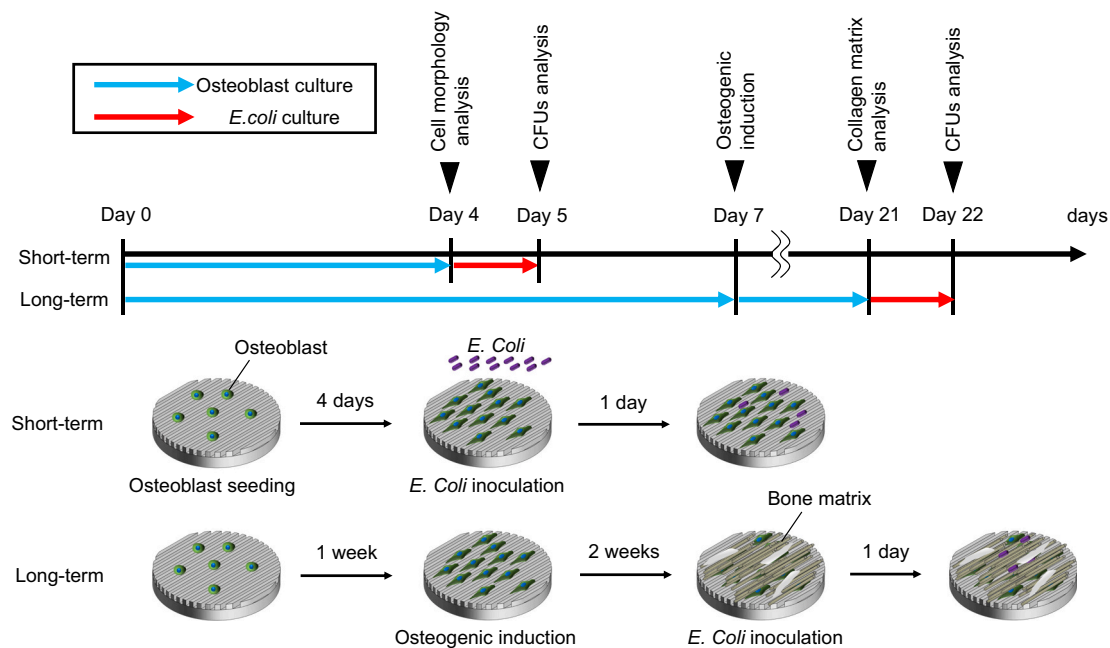 Osteoblast culture
E.coli culture
Cell morphology
analysis
CFUs analysis
Osteogenic
induction
Collagen matrix
analysis
CFUs analysis
Day 0
Day 4
Day 5
Day 7
Day 21
Day 22
days
Short-term
Long-term
Osteoblast
E. Coli
Short-term
4 days
1 day
Osteoblast seeding
E. Coli inoculation
Bone matrix
Long-term
1 week
2 weeks
1 day
Osteogenic induction
E. Coli inoculation